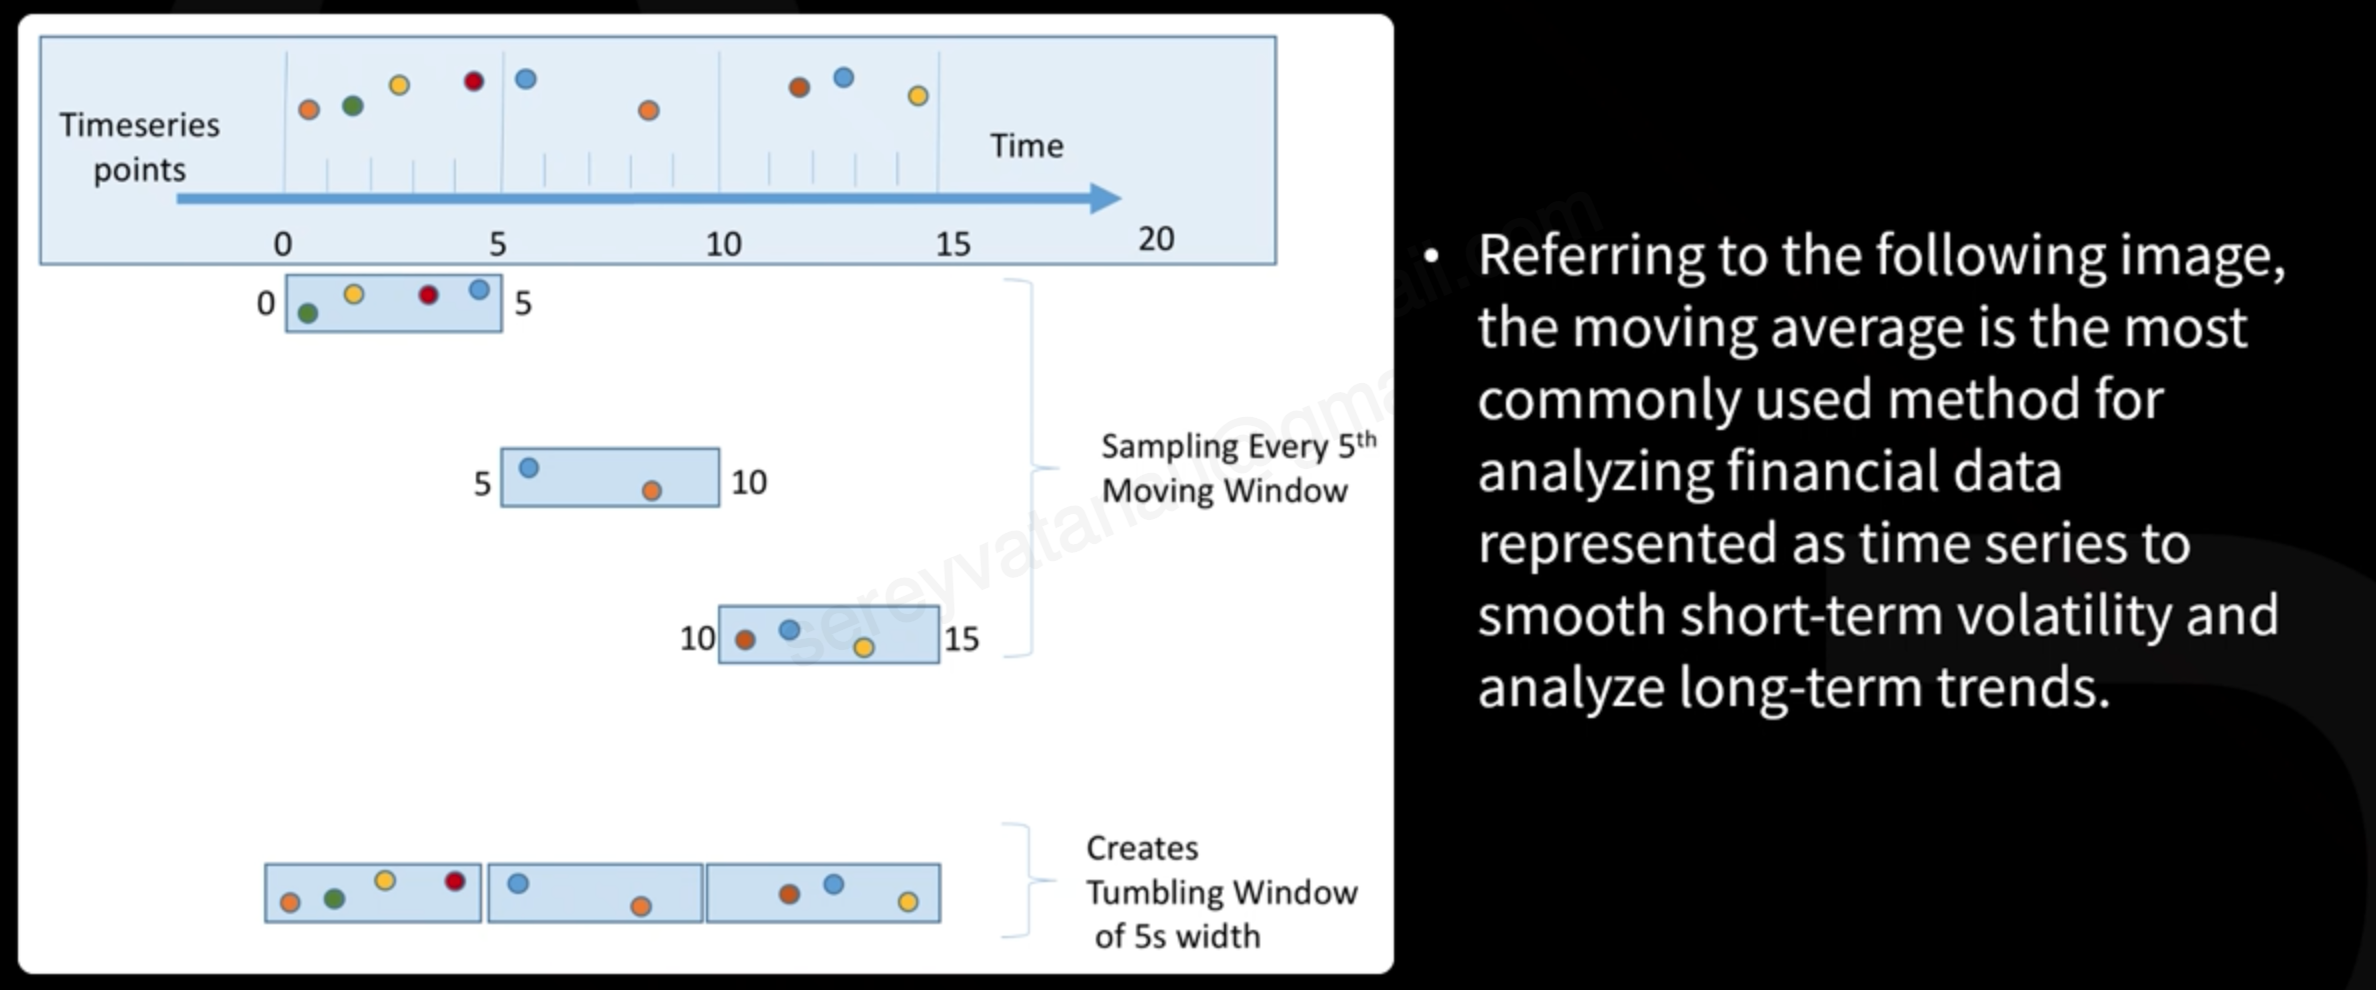 Timeseries
points
Time
0 5 10 15 20
0 5
5 10
10 15
Sampling Every 5th
Moving Window
Creates
Tumbling Window
of 5s width
• Referring to the following image,
the moving average is the most
commonly used method for
analyzing financial data
represented as time series to
smooth short-term volatility and
analyze long-term trends.